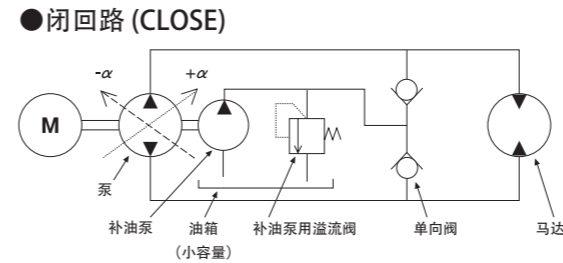 ●闭回路 (CLOSE)
-α
+α
M
泵
补油泵
油箱
(小容量)
补油泵用溢流阀
单向阀
马达